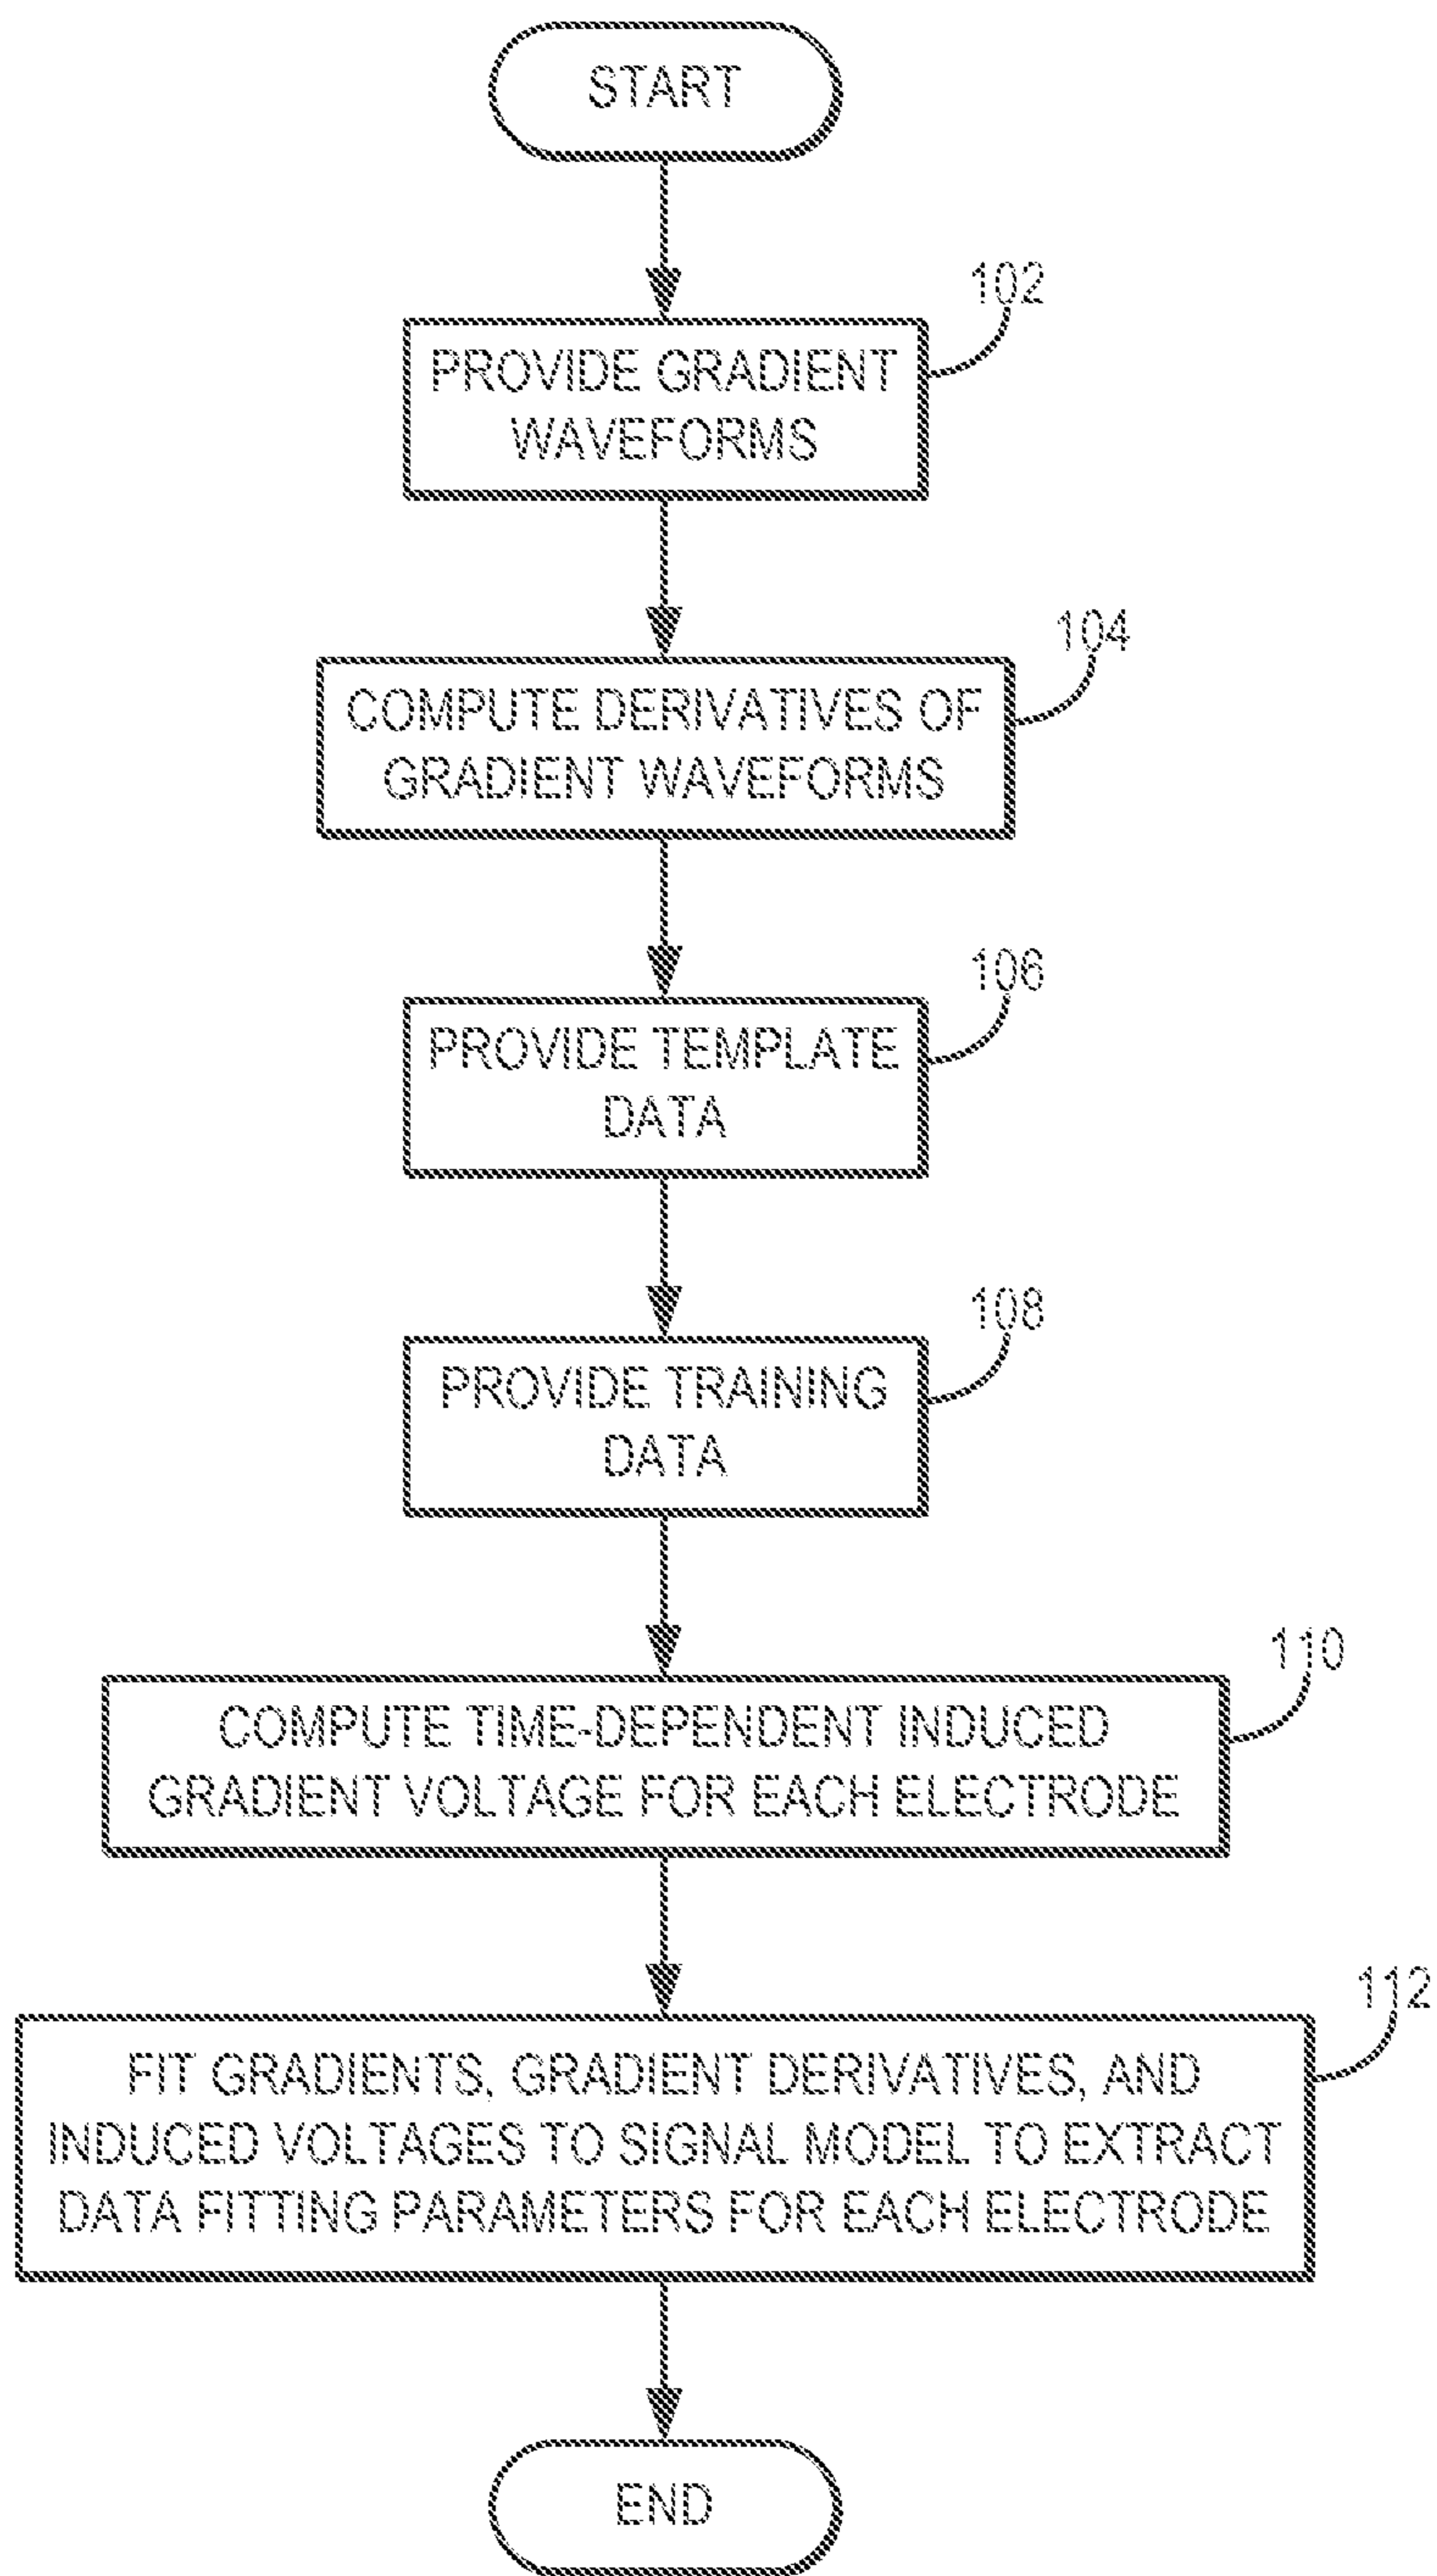 START
102
PROVIDE GRADIENT
WAVEFORMS
104
COMPUTE DERIVATIVES OF
GRADIENT WAVEFORMS
106
PROVIDE TEMPLATE
DATA
108
PROVIDE TRAINING
DATA
110
COMPUTE TIME-DEPENDENT INDUCED
GRADIENT VOLTAGE FOR EACH ELECTRODE
112
FIT GRADIENTS, GRADIENT DERIVATIVES, AND
INDUCED VOLTAGES TO SIGNAL MODEL TO EXTRACT
DATA FITTING PARAMETERS FOR EACH ELECTRODE
END